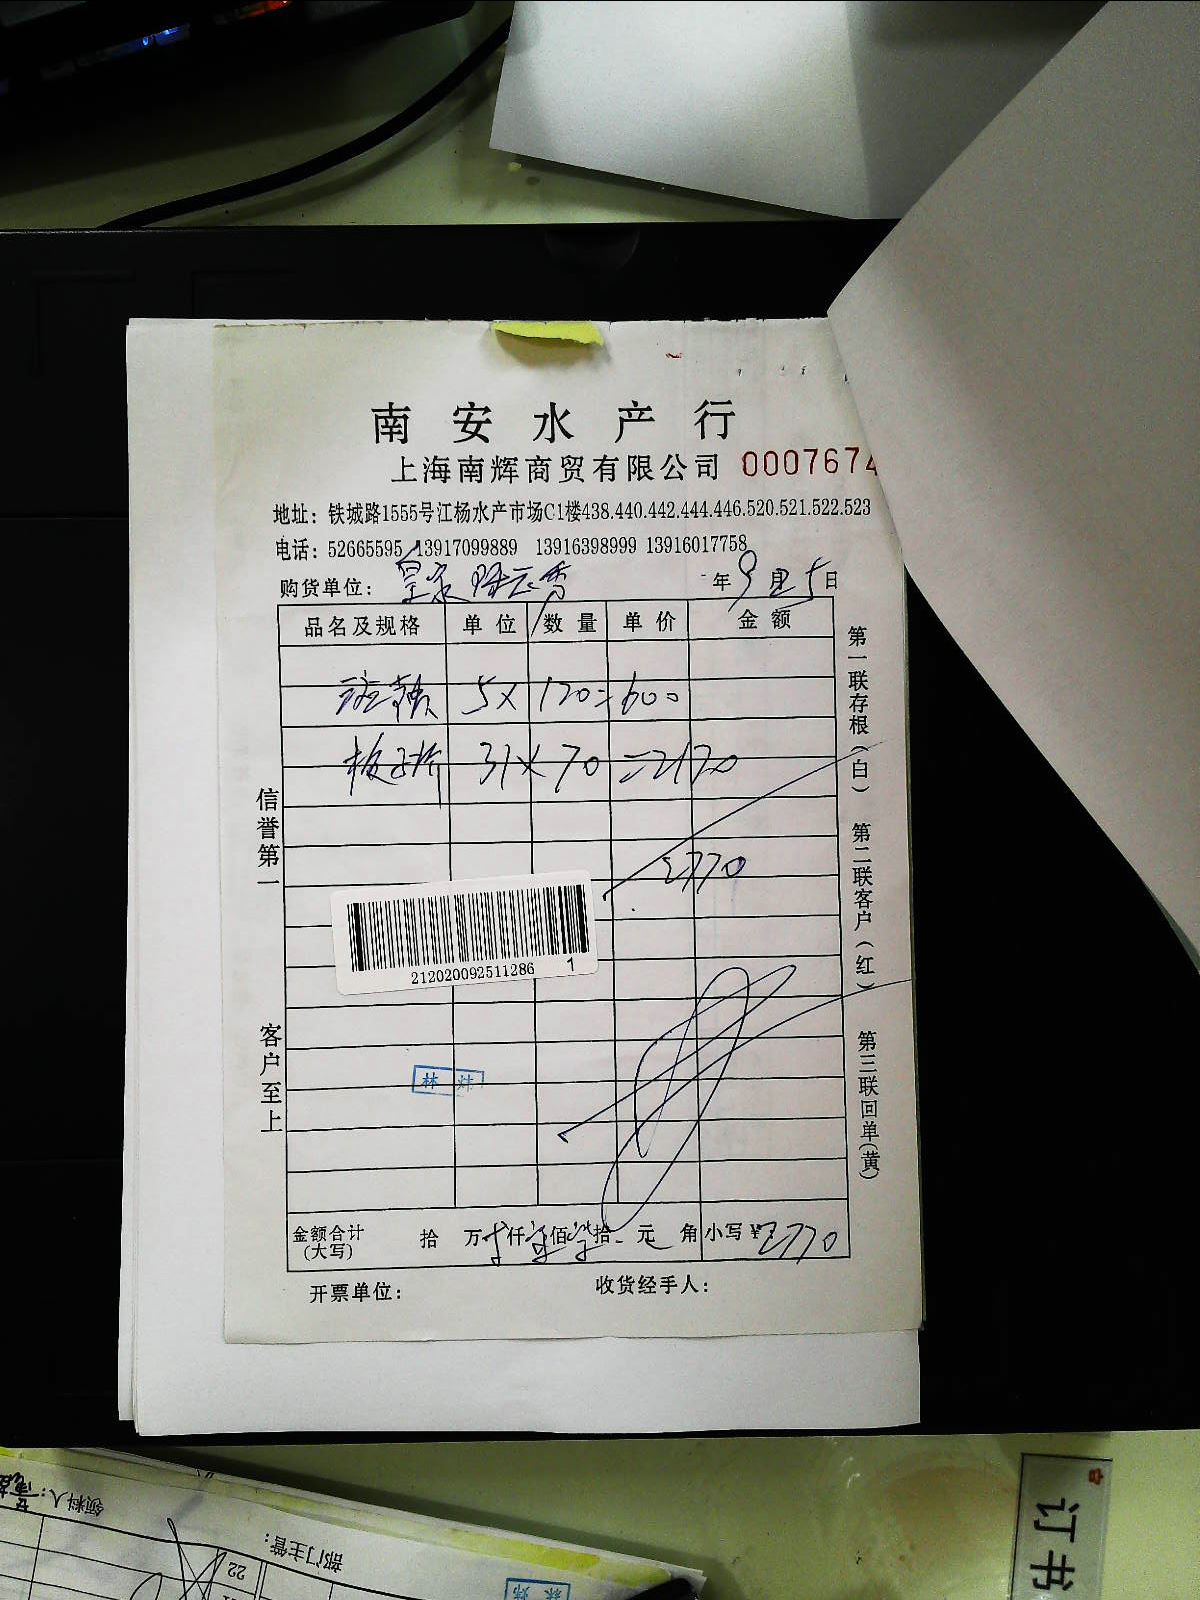 南安水产行
上海南辉商贸有限公司 0007674
地址：铁城路1555号江杨水产市场C1楼438.440.442.444.446.520.521.522.523
电话：52665595 13917099889 13916398999 13916017758
购货单位： 年9月5日
品名及规格 单位 数量 单价 金额
5×120=600
31×70=2170
2770
212020092511286 1
林炜
金额合计 拾 万 仟 佰 拾 元 角 小写¥2770
(大写)
开票单位： 收货经手人：
信誉第一
客户至上
第一联存根(白)
第二联客户(红)
第三联回单(黄)
领料人：
部门主管：
22
林炜
订书